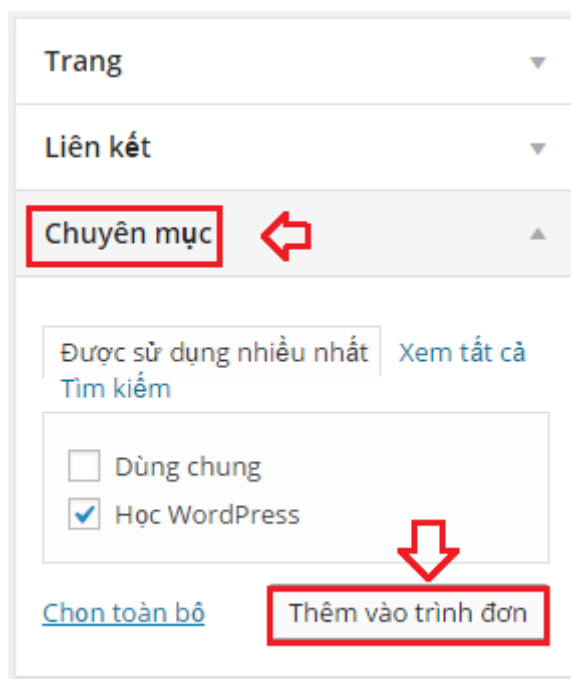 Trang
Liên kết
Chuyên mục
Được sử dụng nhiều nhất Xem tất cả
Tìm kiếm
Dùng chung
Học WordPress
Chọn toàn bộ Thêm vào trình đơn